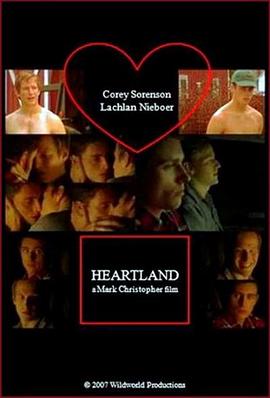 Corey Sorenson
Lachlan Nieboer
HEARTLAND
a Mark Christopher film
© 2007 Wildworld Productions